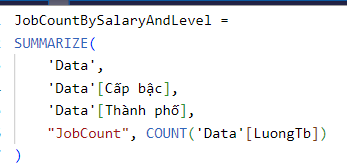 JobCountBySalaryAndLevel =
SUMMARIZE(
'Data',
'Data'[Cấp bậc],
'Data'[Thành phố],
"JobCount", COUNT('Data'[LuongTb])
)